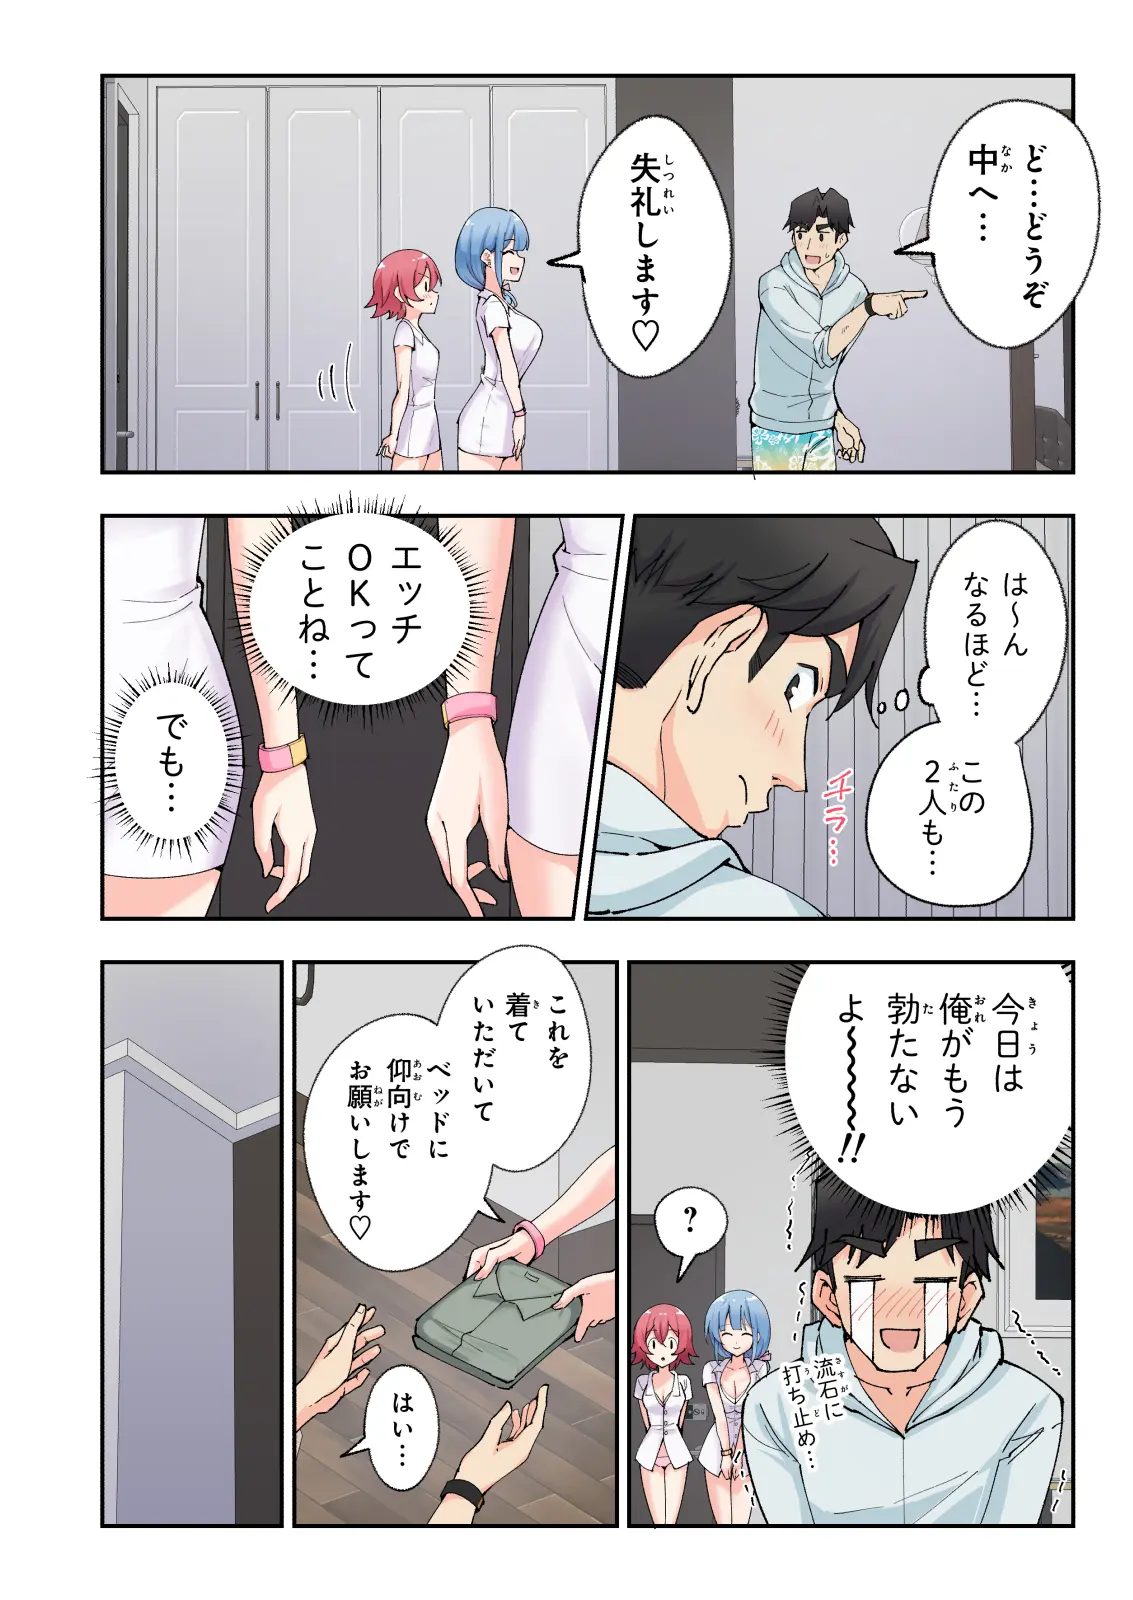 ど…どうぞ
中へ…
失礼します♡
は～ん
なるほど…
この
2人も…
チラ…
エッチ
OKって
ことね…
でも…
今日は
俺がもう
勃たない
よ～～～～!!
?
流石に
打ち止め…
これを
着て
いただいて
ベッドに
仰向けで
お願いします♡
はい…